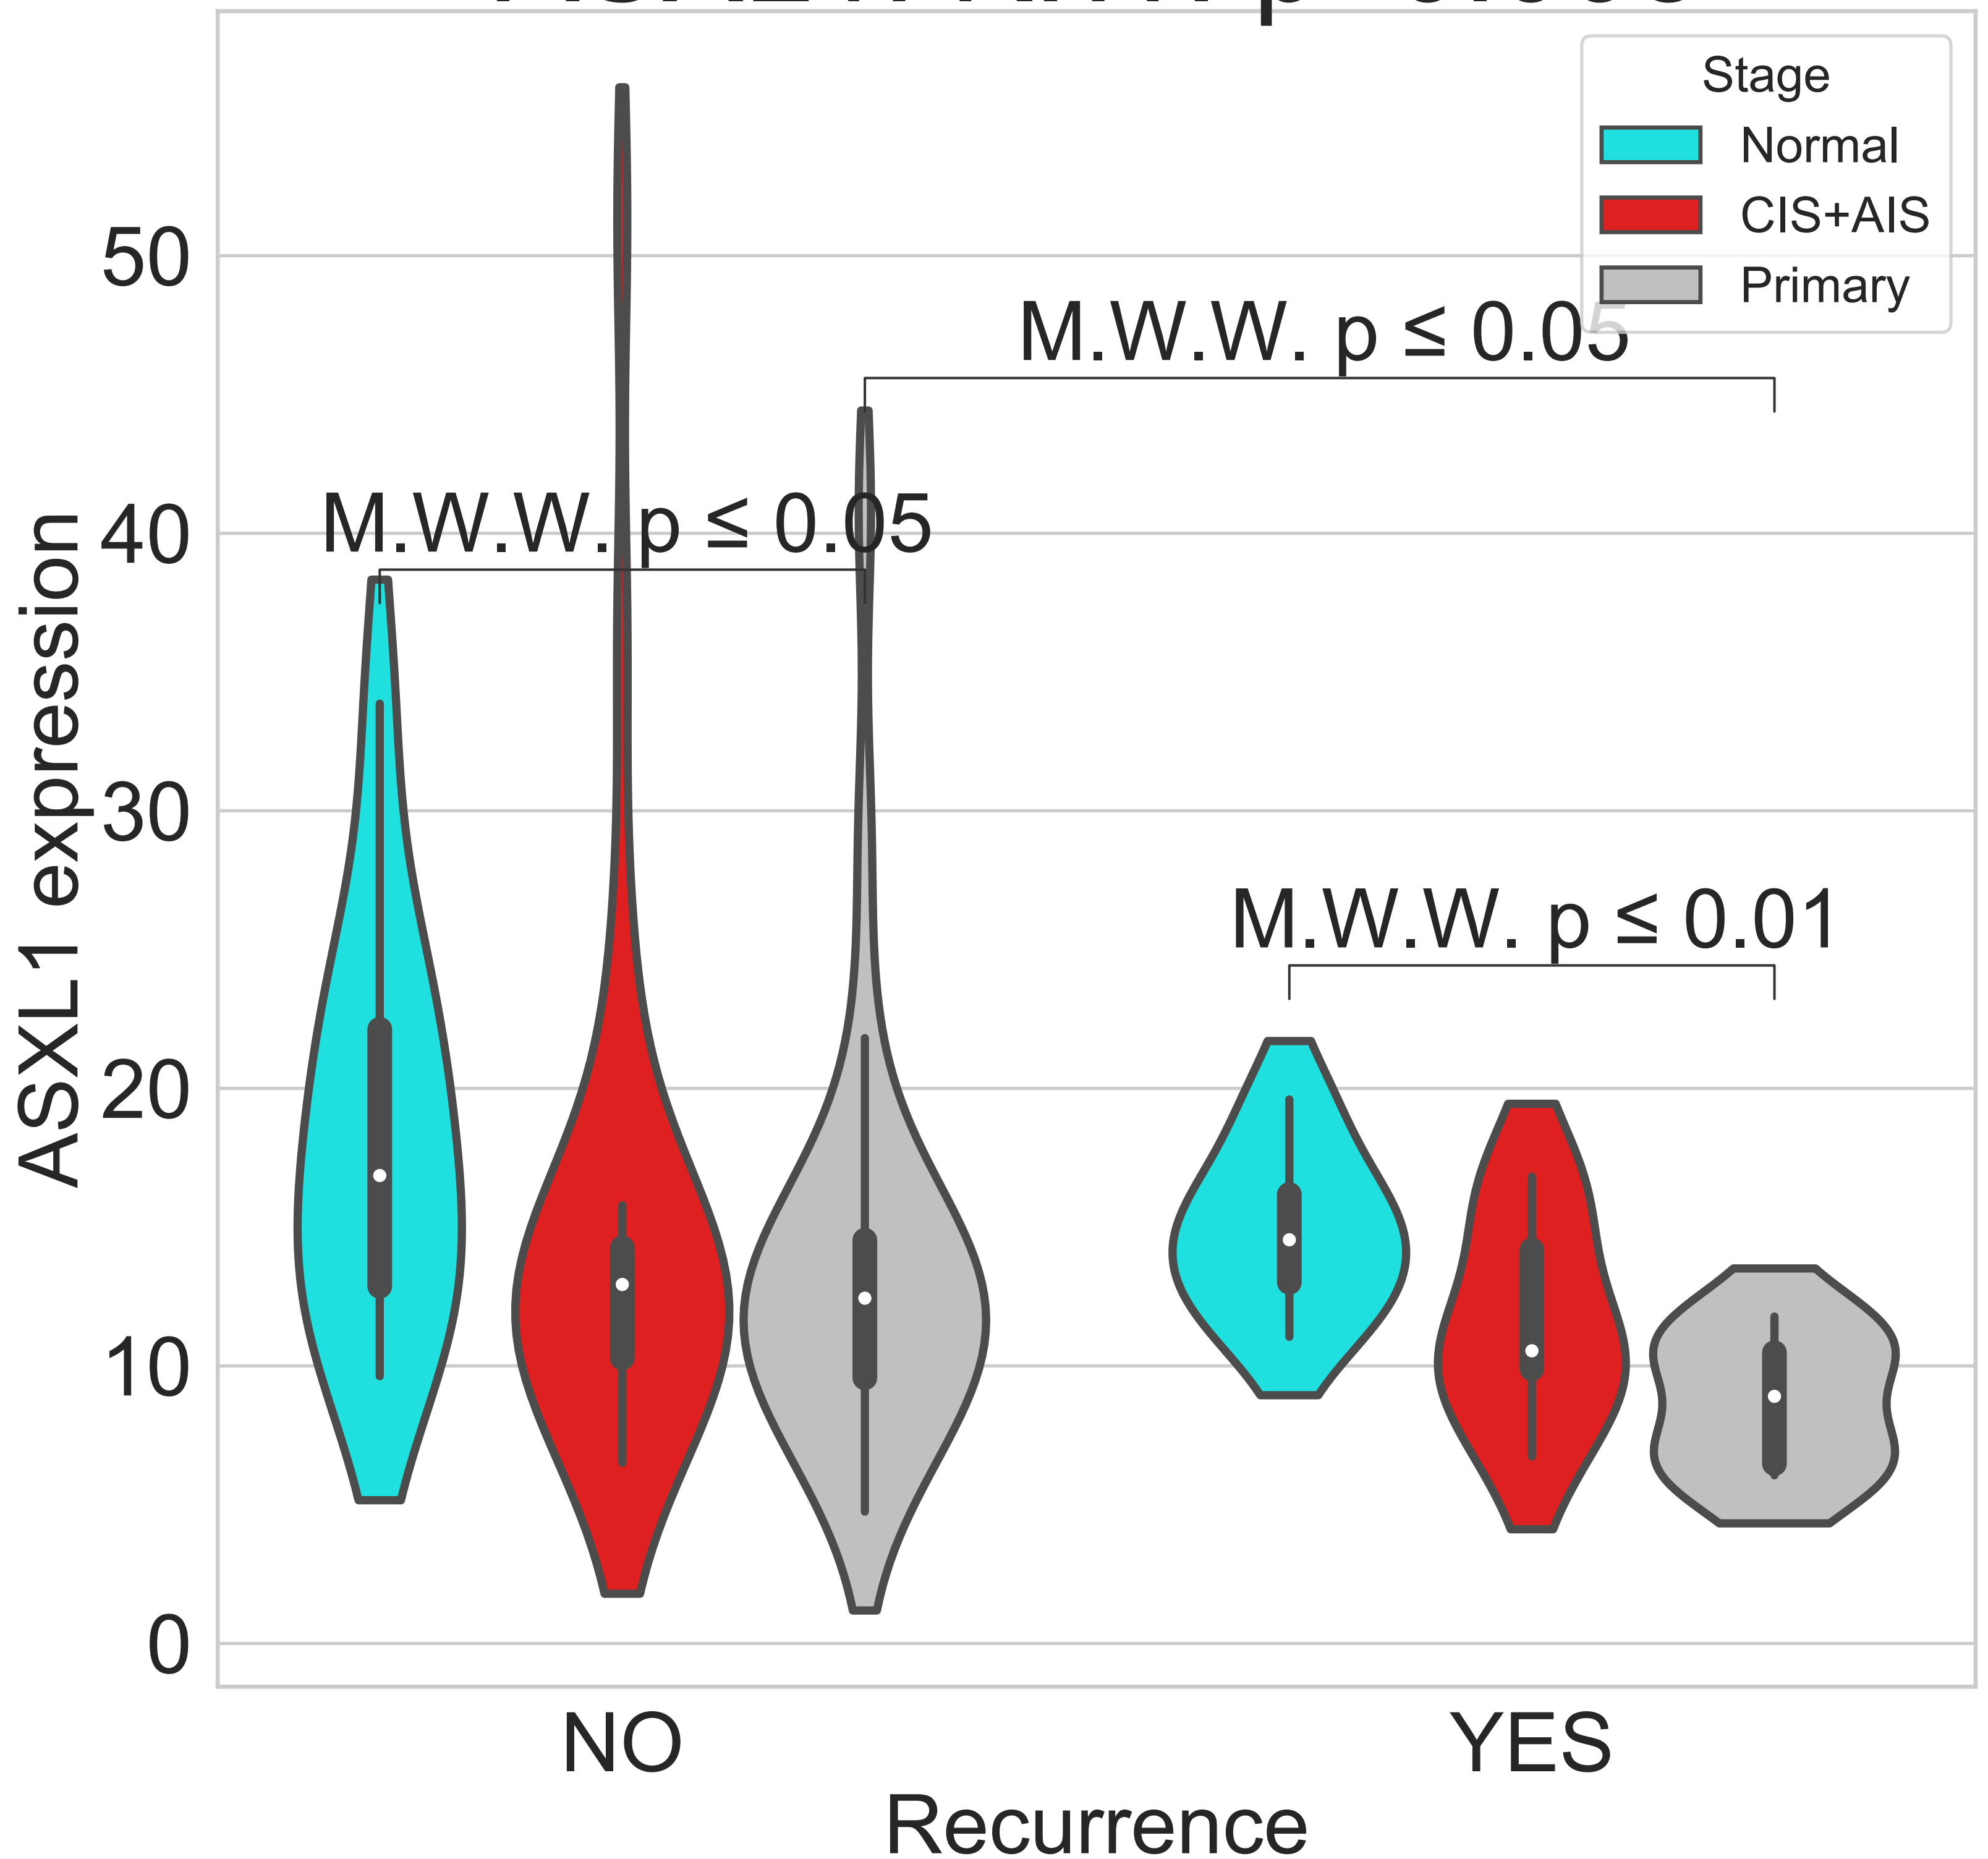 Stage
Normal
CIS+AIS
Primary
50
M.W.W. p ≤ 0.05
40
M.W.W. p ≤ 0.05
30
M.W.W. p ≤ 0.01
20
10
0
ASXL1 expression
NO
YES
Recurrence